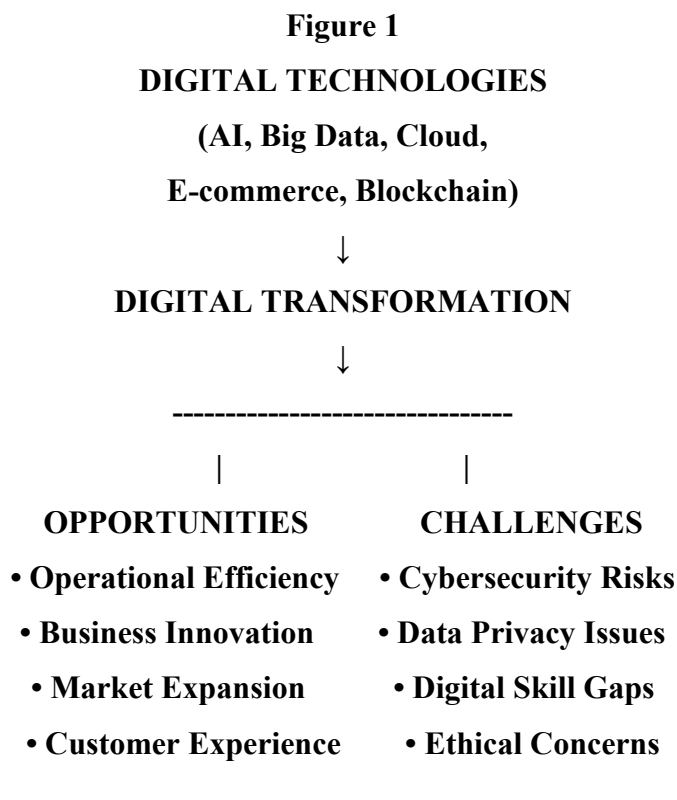 Figure 1
DIGITAL TECHNOLOGIES
(AI, Big Data, Cloud,
E-commerce, Blockchain)
↓
DIGITAL TRANSFORMATION
↓
--------------------------------
| |
OPPORTUNITIES CHALLENGES
• Operational Efficiency • Cybersecurity Risks
• Business Innovation • Data Privacy Issues
• Market Expansion • Digital Skill Gaps
• Customer Experience • Ethical Concerns